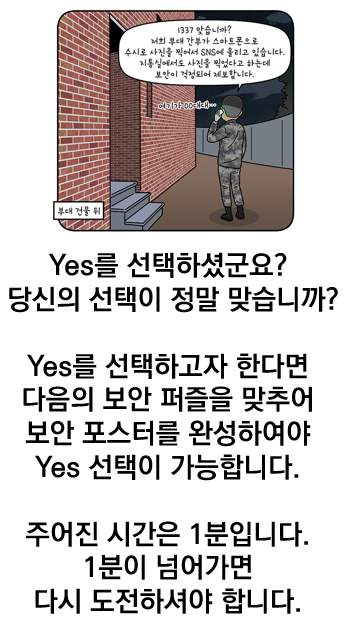 1337 맞습니까?
저희 부대 간부가 스마트폰으로
수시로 사진을 찍어서 SNS에 올리고 있습니다.
지통실에서도 사진을 찍었다고 하는데
보안이 걱정되어 제보합니다.
여기가 00대대...
부대 건물 뒤
Yes를 선택하셨군요?
당신의 선택이 정말 맞습니까?
Yes를 선택하고자 한다면
다음의 보안 퍼즐을 맞추어
보안 포스터를 완성하여야
Yes 선택이 가능합니다.
주어진 시간은 1분입니다.
1분이 넘어가면
다시 도전하셔야 합니다.